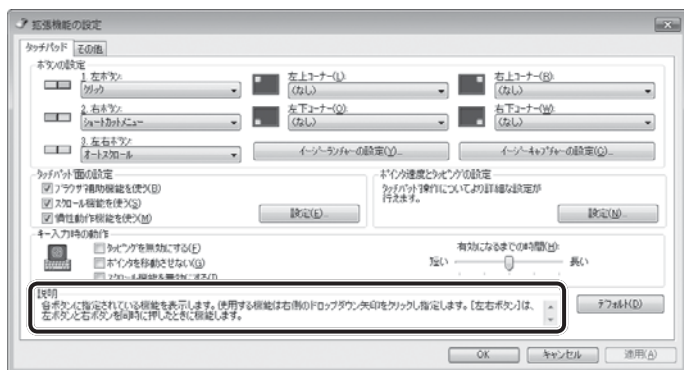 拡張機能の設定
タッチパッド その他
ボタンの設定
1. 左ボタン:
クリック
左上コーナー(L):
(なし)
右上コーナー(R):
(なし)
2. 右ボタン:
ショートカットメニュー
左下コーナー(O):
(なし)
右下コーナー(W):
(なし)
3. 左右ボタン:
オートスクロール
イージーランチャーの設定(Y)...
イージーキャプチャーの設定(C)...
タッチパッド面の設定
ブラウザ補助機能を使う(B)
スクロール機能を使う(S)
慣性動作機能を使う(M)
設定(E)...
ポインタ速度とタッピングの設定
タッチパッド操作についてより詳細な設定が
行えます。
設定(N)...
キー入力時の動作
タッピングを無効にする(F)
ポインタを移動させない(G)
スクロール機能を無効にする(T)
有効になるまでの時間(H):
短い
長い
説明
各ボタンに指定されている機能を表示します。使用する機能は右側のドロップダウン矢印をクリックし指定します。[左右ボタン]は、
左ボタンと右ボタンを同時に押したときに機能します。
デフォルト(D)
OK
キャンセル
適用(A)